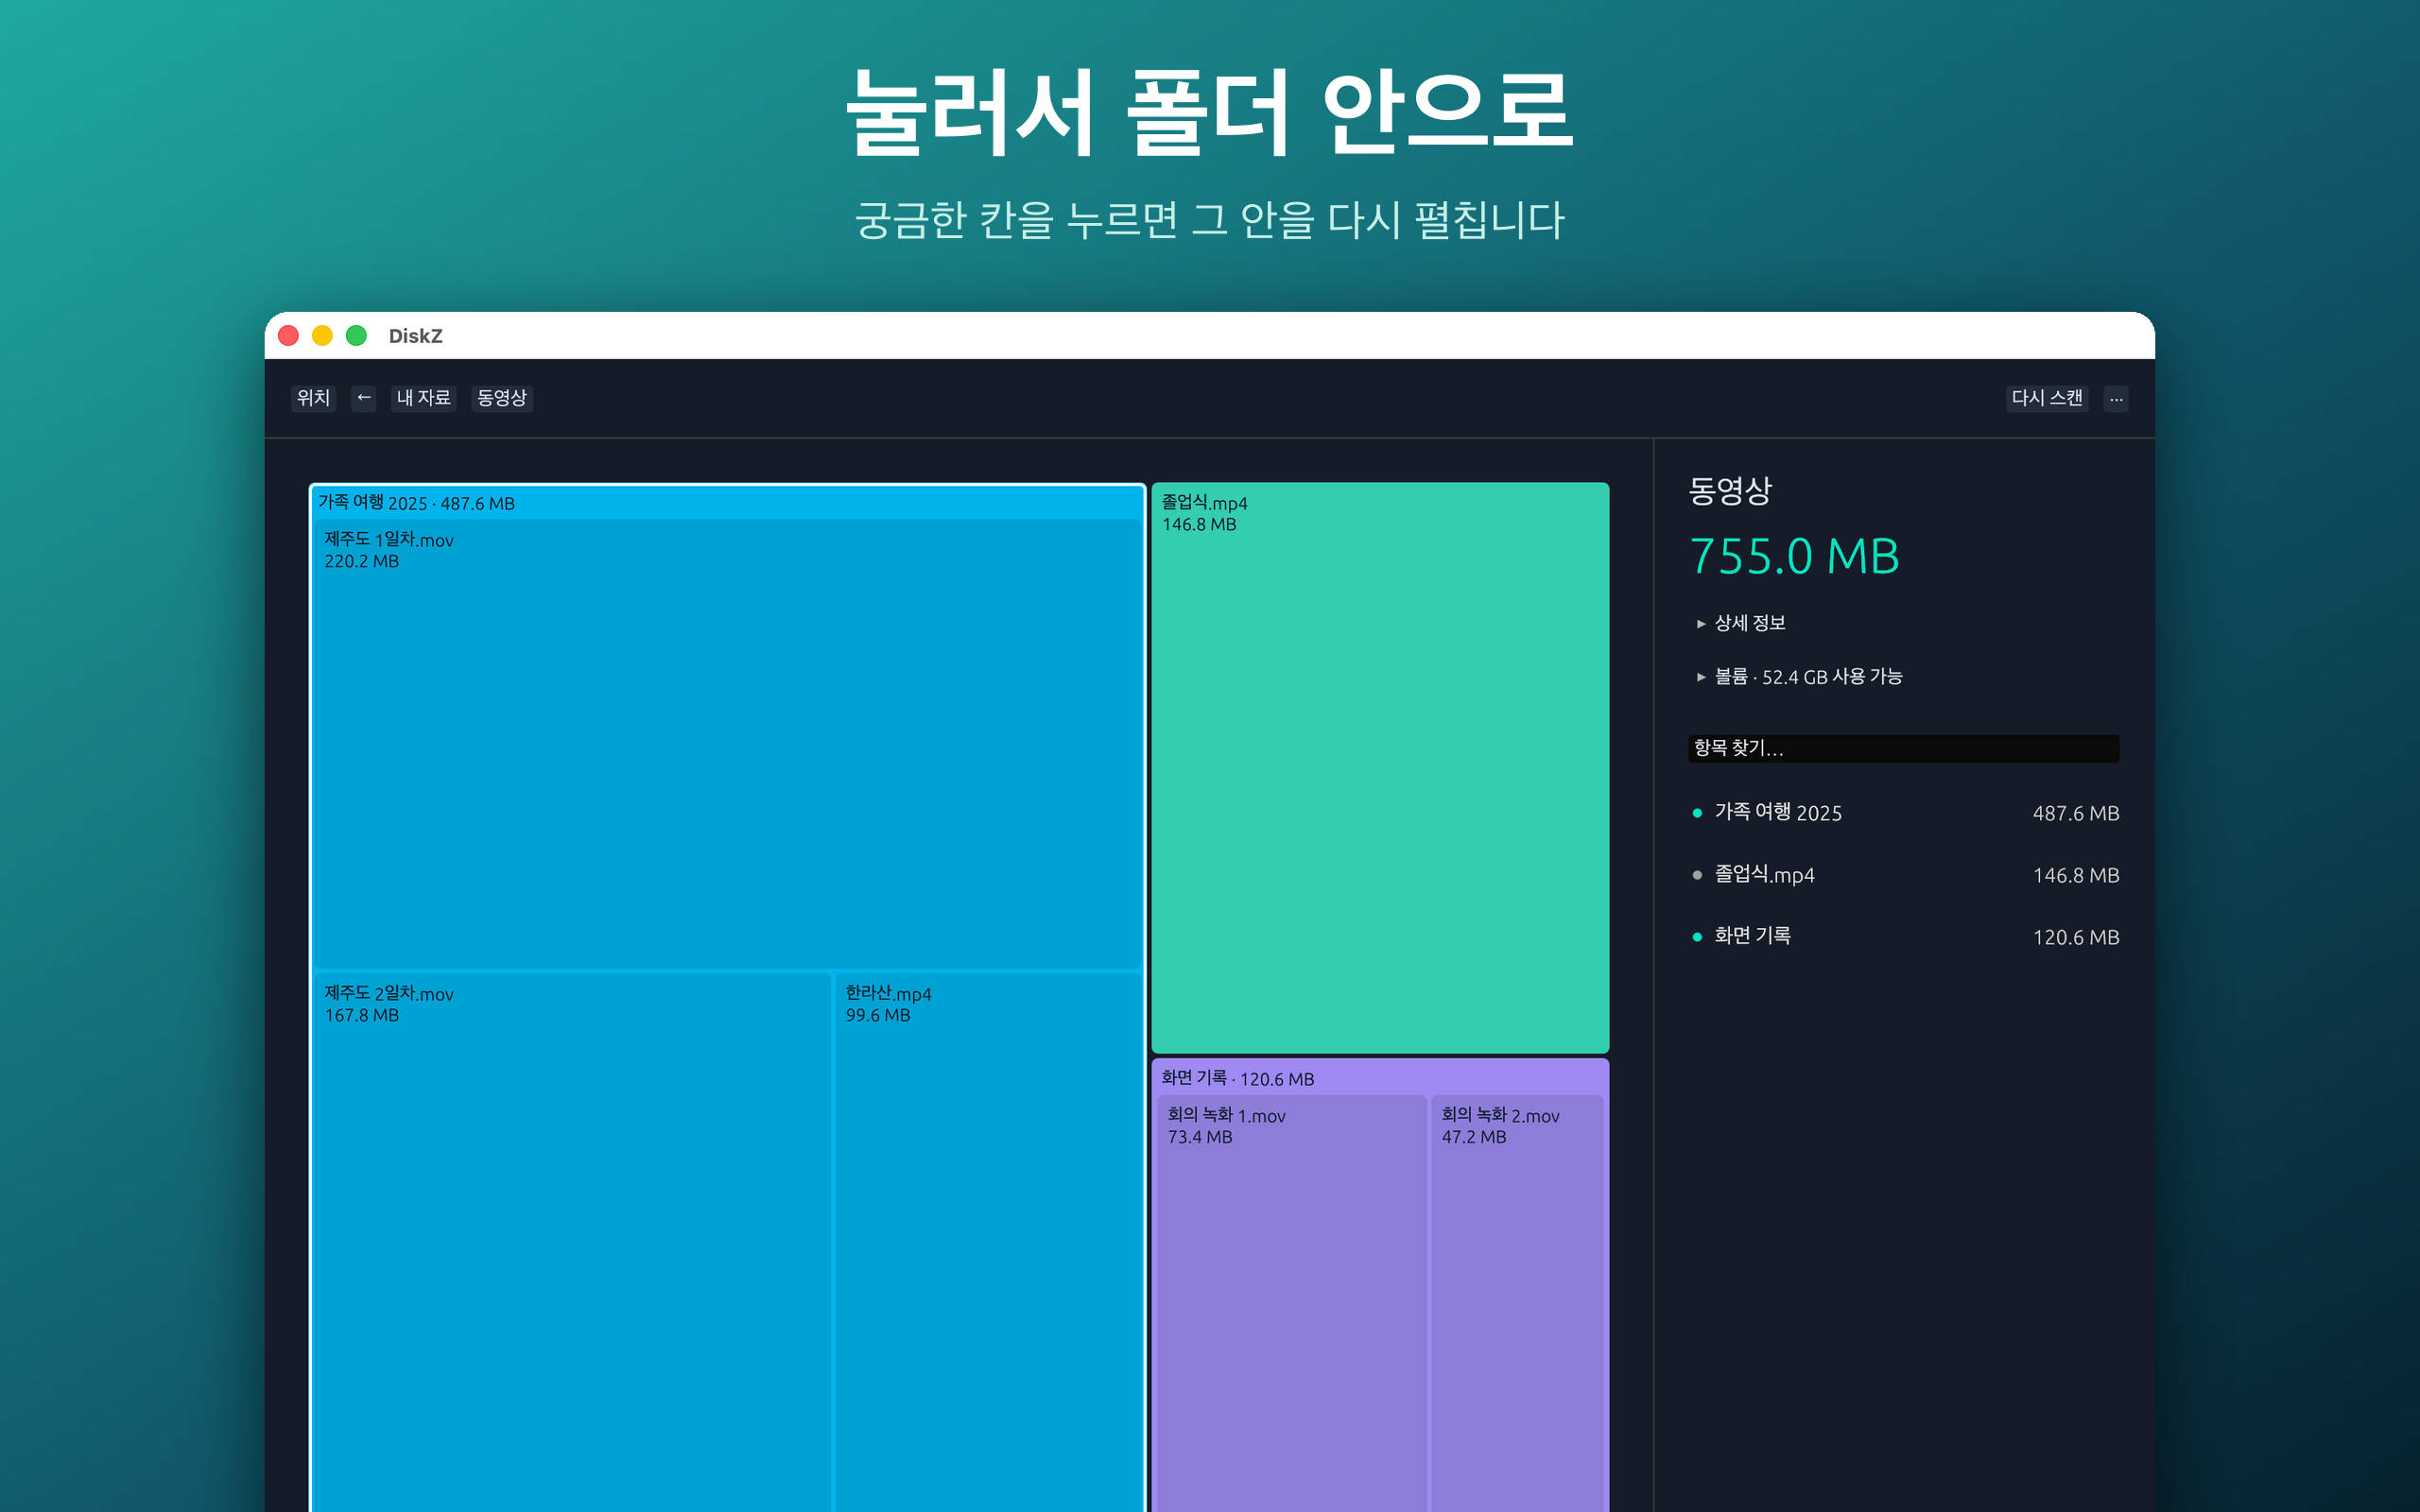 눌러서 폴더 안으로
궁금한 칸을 누르면 그 안을 다시 펼칩니다
DiskZ
위치 ← 내 자료 동영상 다시 스캔 ...
가족 여행 2025 · 487.6 MB
제주도 1일차.mov
220.2 MB
제주도 2일차.mov
167.8 MB
한라산.mp4
99.6 MB
졸업식.mp4
146.8 MB
화면 기록 · 120.6 MB
회의 녹화 1.mov
73.4 MB
회의 녹화 2.mov
47.2 MB
동영상
755.0 MB
▸ 상세 정보
▸ 볼륨 · 52.4 GB 사용 가능
항목 찾기...
가족 여행 2025 487.6 MB
졸업식.mp4 146.8 MB
화면 기록 120.6 MB